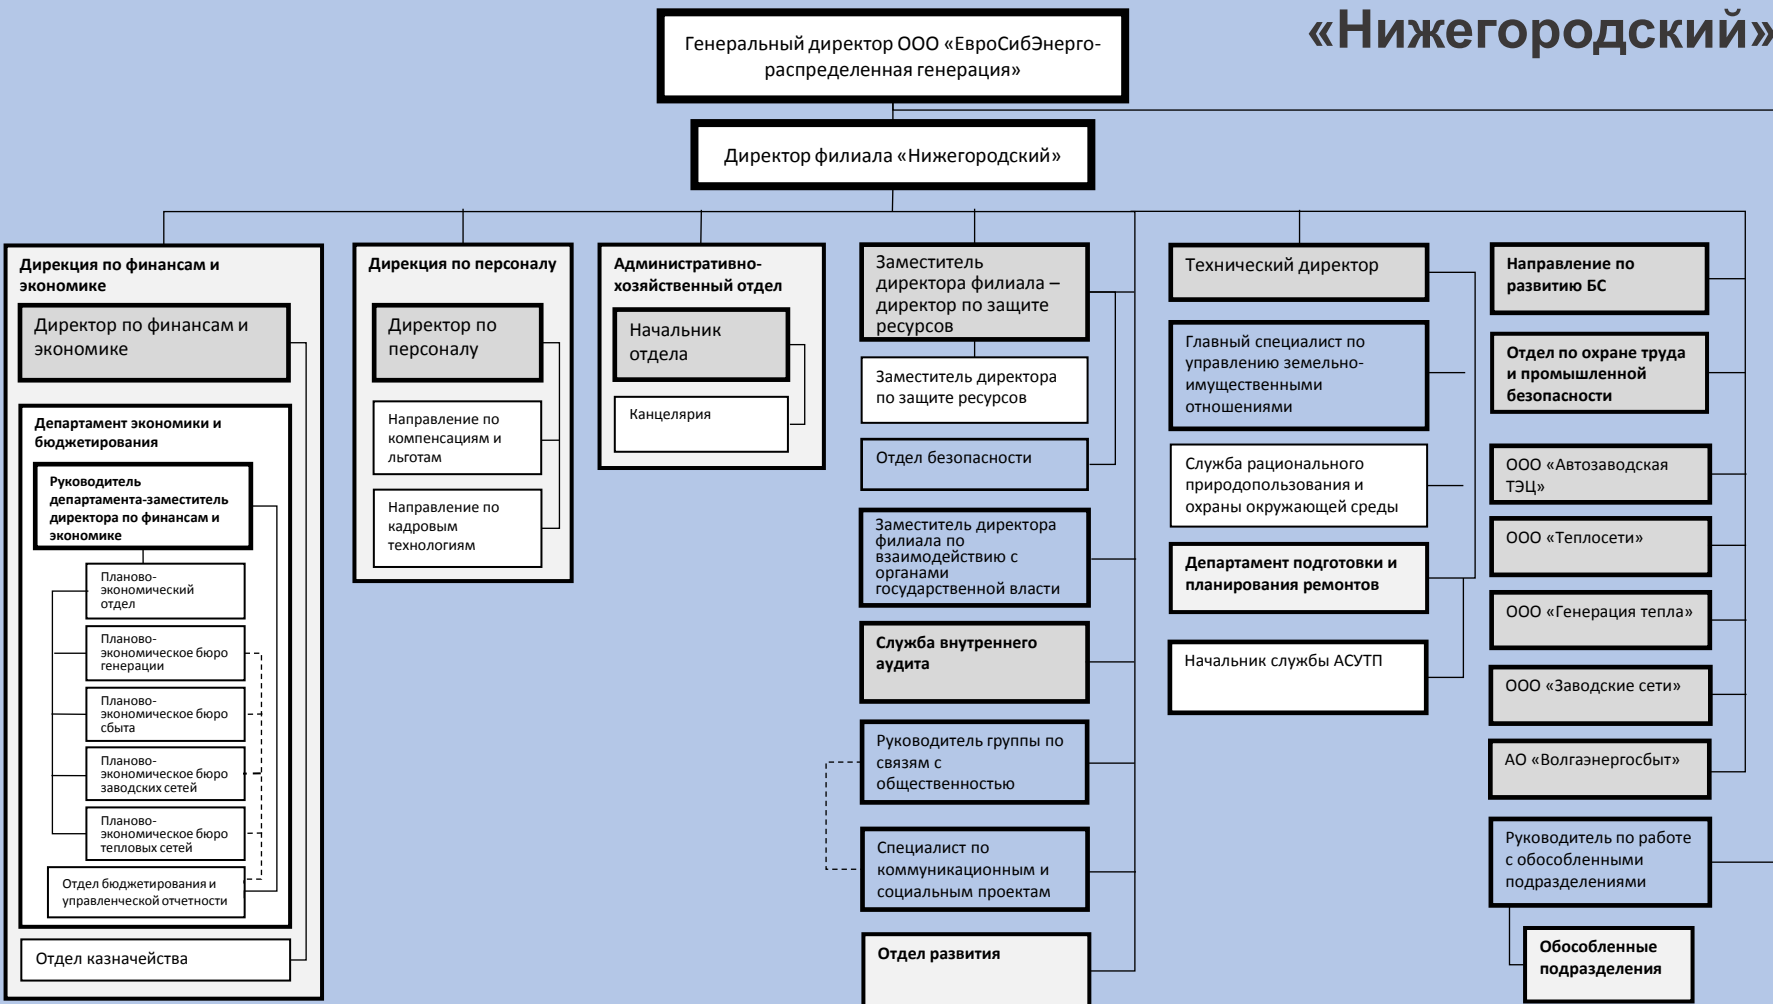 «Нижегородский»
Генеральный директор ООО «ЕвроСибЭнерго-
распределенная генерация»
Директор филиала «Нижегородский»
Дирекция по финансам и
экономике
Директор по финансам и
экономике
Департамент экономики и
бюджетирования
Руководитель
департамента-заместитель
директора по финансам и
экономике
Планово-
экономический
отдел
Планово-
экономическое бюро
генерации
Планово-
экономическое бюро
сбыта
Планово-
экономическое бюро
заводских сетей
Планово-
экономическое бюро
тепловых сетей
Отдел бюджетирования и
управленческой отчетности
Отдел казначейства
Дирекция по персоналу
Директор по
персоналу
Направление по
компенсациям и
льготам
Направление по
кадровым
технологиям
Административно-
хозяйственный отдел
Начальник
отдела
Канцелярия
Заместитель
директора филиала –
директор по защите
ресурсов
Заместитель директора
по защите ресурсов
Отдел безопасности
Заместитель директора
филиала по
взаимодействию с
органами
государственной власти
Служба внутреннего
аудита
Руководитель группы по
связям с
общественностью
Специалист по
коммуникационным и
социальным проектам
Отдел развития
Технический директор
Главный специалист по
управлению земельно-
имущественными
отношениями
Служба рационального
природопользования и
охраны окружающей среды
Департамент подготовки и
планирования ремонтов
Начальник службы АСУТП
Направление по
развитию БС
Отдел по охране труда
и промышленной
безопасности
ООО «Автозаводская
ТЭЦ»
ООО «Теплосети»
ООО «Генерация тепла»
ООО «Заводские сети»
АО «Волгаэнергосбыт»
Руководитель по работе
с обособленными
подразделениями
Обособленные
подразделения